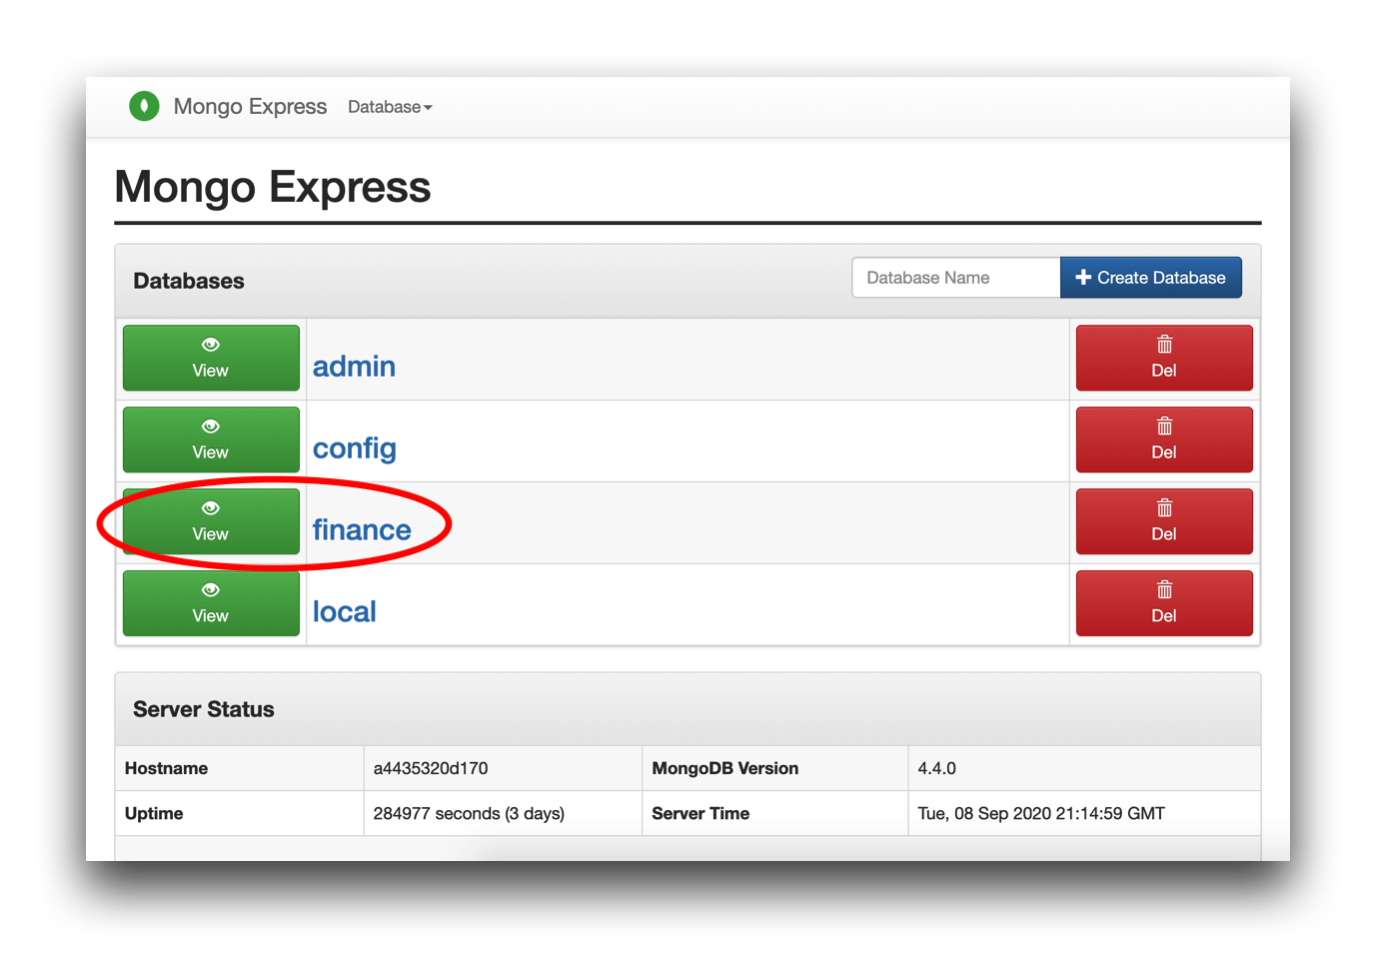 Mongo Express Database
Mongo Express
Databases Database Name Create Database
View admin Del
View config Del
View finance Del
View local Del
Server Status
Hostname a4435320d170 MongoDB Version 4.4.0
Uptime 284977 seconds (3 days) Server Time Tue, 08 Sep 2020 21:14:59 GMT